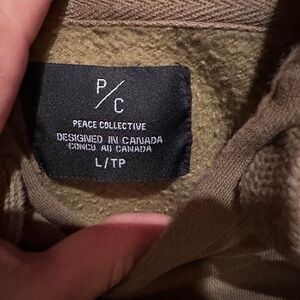 P/C
PEACE COLLECTIVE
DESIGNED IN CANADA
CONCU AU CANADA
L/TP